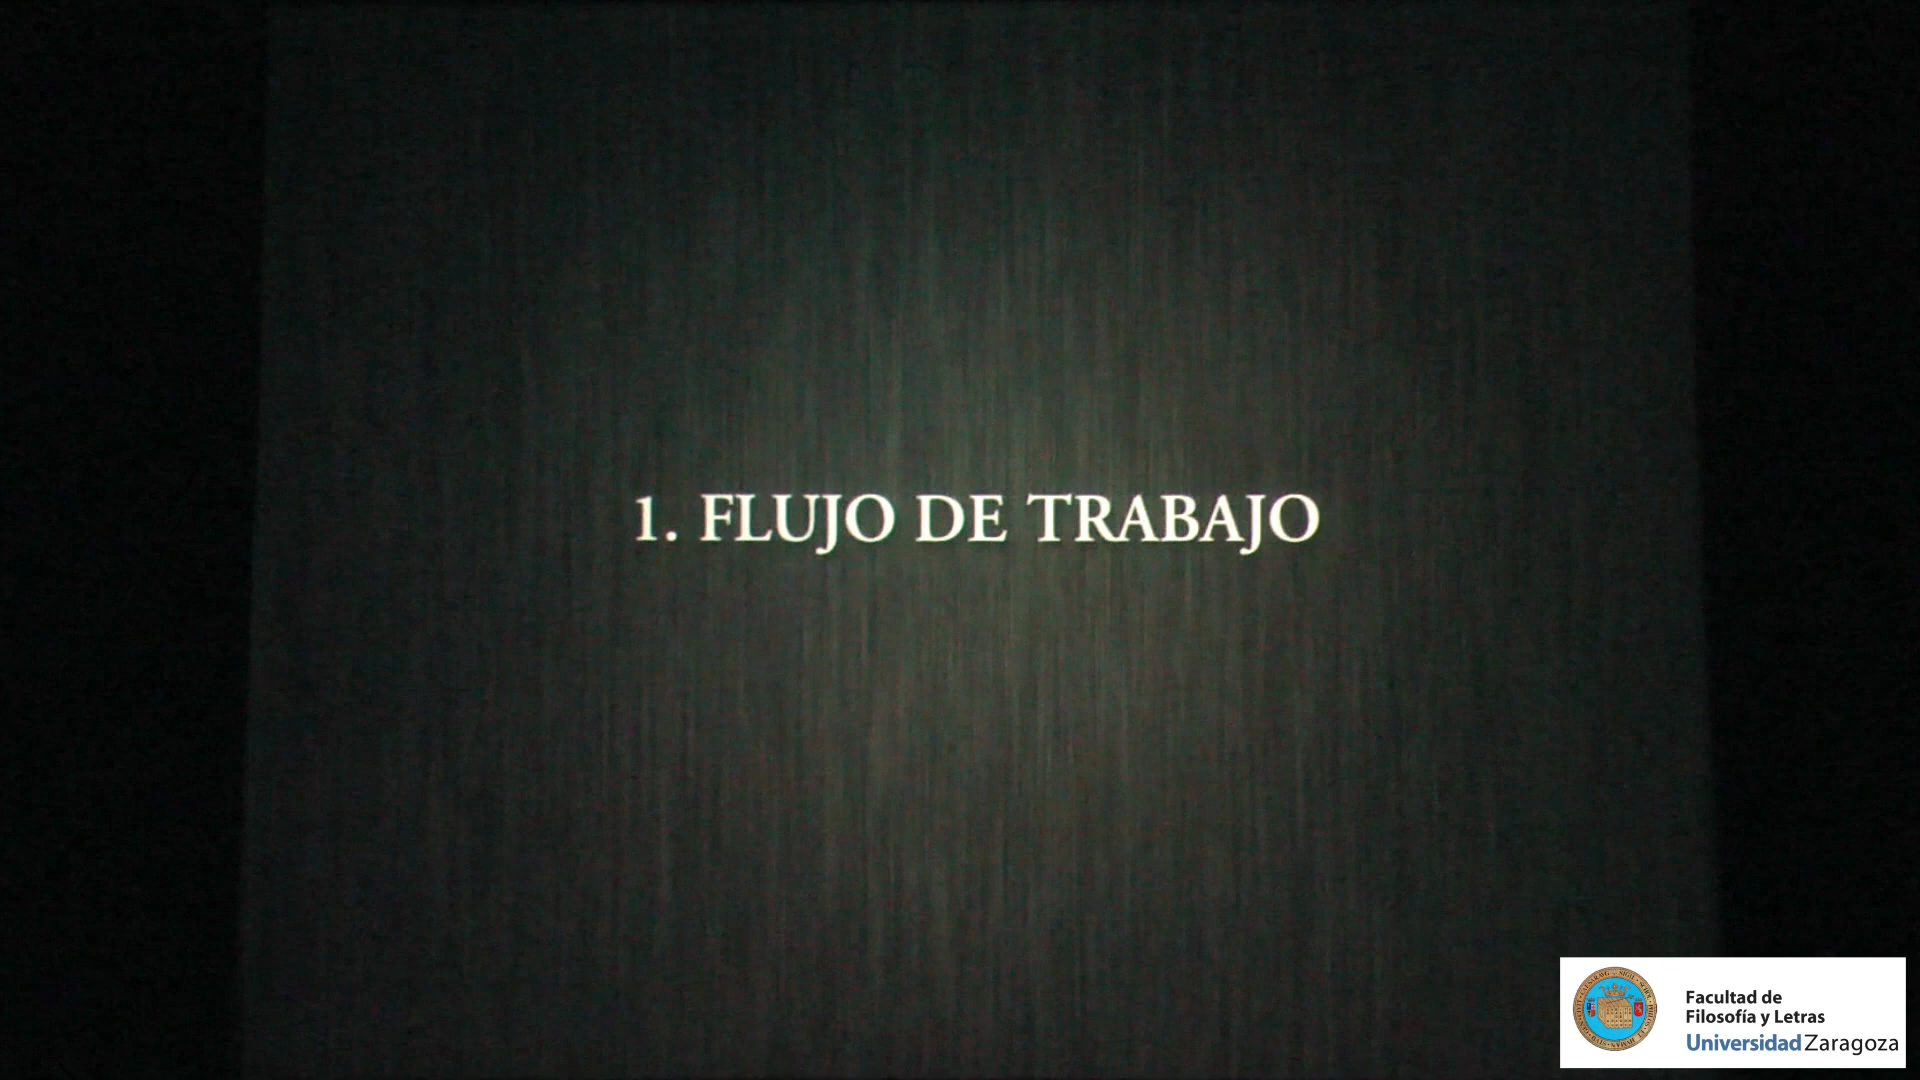 1. FLUJO DE TRABAJO
Facultad de
Filosofía y Letras
Universidad Zaragoza